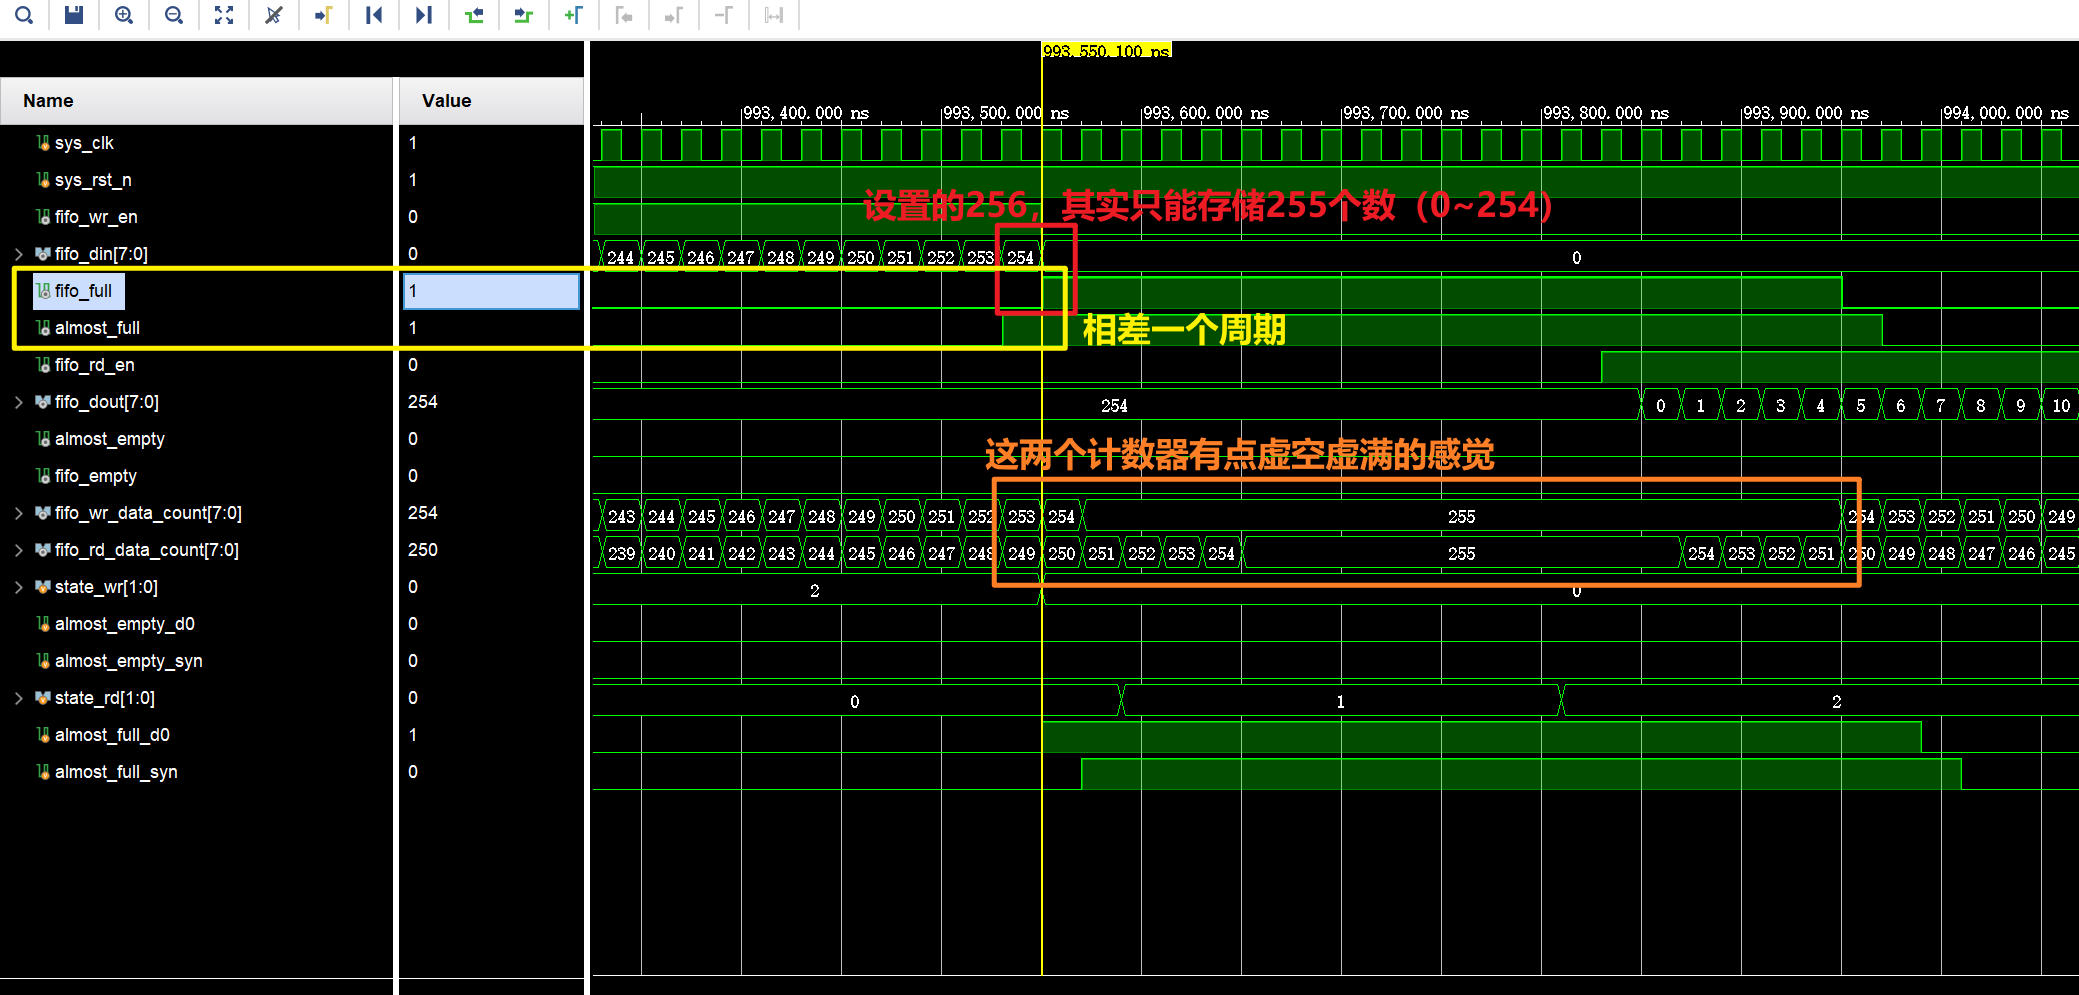 993,550.100 ns
Name Value
993,400.000 ns 993,500.000 ns 993,600.000 ns 993,700.000 ns 993,800.000 ns 993,900.000 ns 994,000.000 ns
sys_clk 1
sys_rst_n 1
设置的256，其实只能存储255个数（0~254）
fifo_wr_en 0
fifo_din[7:0] 0 244 245 246 247 248 249 250 251 252 253 254 0
fifo_full 1
almost_full 1 相差一个周期
fifo_rd_en 0
fifo_dout[7:0] 254 254 0 1 2 3 4 5 6 7 8 9 10
almost_empty 0
这两个计数器有点虚空虚满的感觉
fifo_empty 0
fifo_wr_data_count[7:0] 254 243 244 245 246 247 248 249 250 251 252 253 254 255 254 253 252 251 250 249
fifo_rd_data_count[7:0] 250 239 240 241 242 243 244 245 246 247 248 249 250 251 252 253 254 255 254 253 252 251 250 249 248 247 246 245
state_wr[1:0] 0 2 0
almost_empty_d0 0
almost_empty_syn 0
state_rd[1:0] 0 0 1 2
almost_full_d0 1
almost_full_syn 0